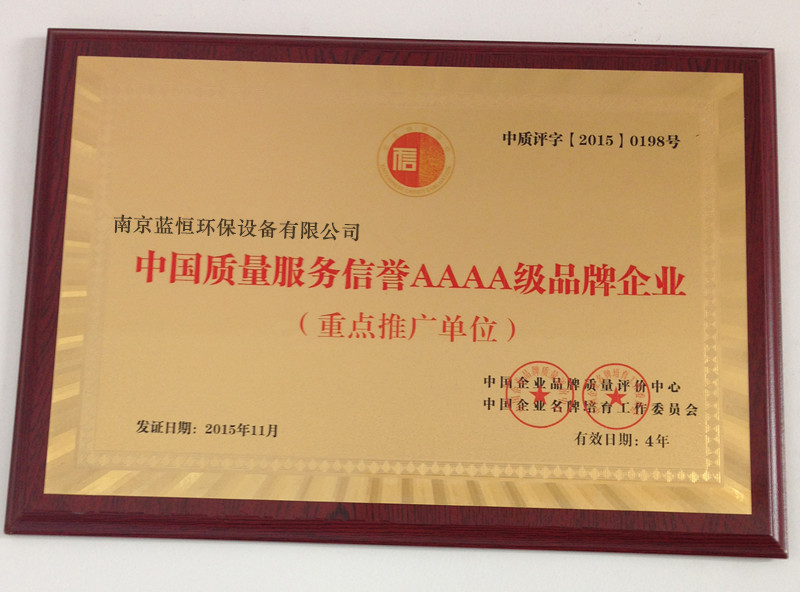 中质评字【2015】0198号
信
南京蓝恒环保设备有限公司
中国质量服务信誉AAAA级品牌企业
（重点推广单位）
中国企业品牌质量评价中心
中国企业名牌培育工作委员会
发证日期：2015年11月
有效日期：4年